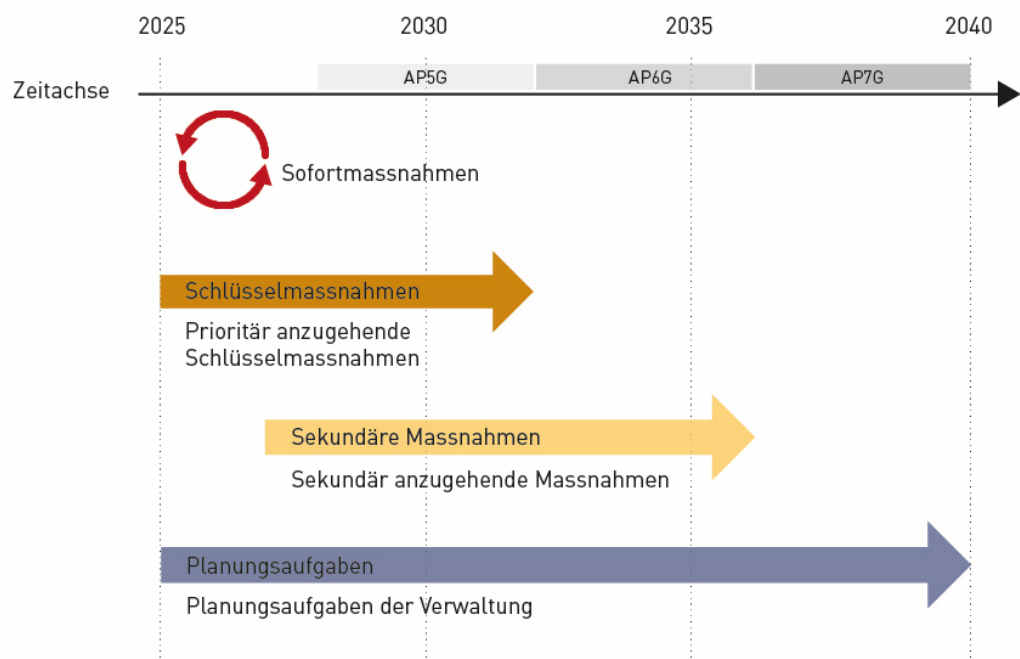 2025 2030 2035 2040
AP5G AP6G AP7G
Zeitachse
Sofortmassnahmen
Schlüsselmassnahmen
Prioritär anzugehende
Schlüsselmassnahmen
Sekundäre Massnahmen
Sekundär anzugehende Massnahmen
Planungsaufgaben
Planungsaufgaben der Verwaltung